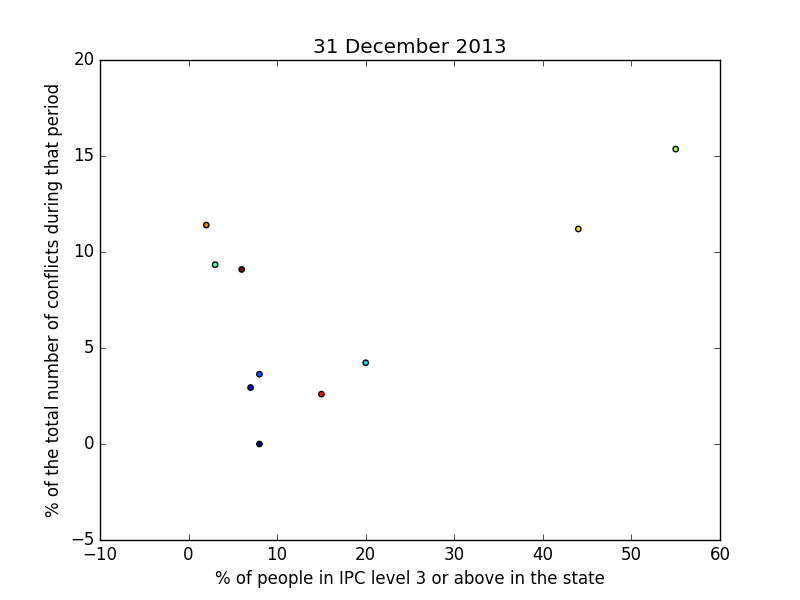 31 December 2013
% of the total number of conflicts during that period
20
15
10
5
0
−5
−10 0 10 20 30 40 50 60
% of people in IPC level 3 or above in the state